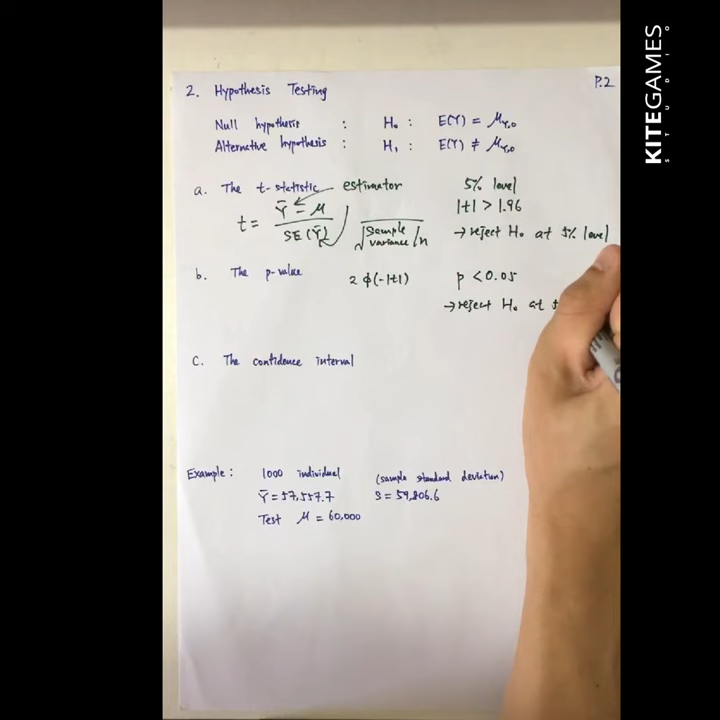 P.2
2. Hypothesis Testing
Null hypothesis : H₀ : E(Y) = μY,0
Alternative hypothesis : H₁ : E(Y) ≠ μY,0
a. The t-statistic estimator 5% level
t = Ȳ - μ / SE(Ȳ) √sample variance/n |t| > 1.96
→ reject H₀ at 5% level
b. The p-value 2 Φ(-|t|) p < 0.05
→ reject H₀ at
c. The confidence interval
Example : 1000 individual (sample standard deviation)
Ȳ = 57,557.7 S = 59,806.6
Test μ = 60,000
KITEGAMES
STUDIO